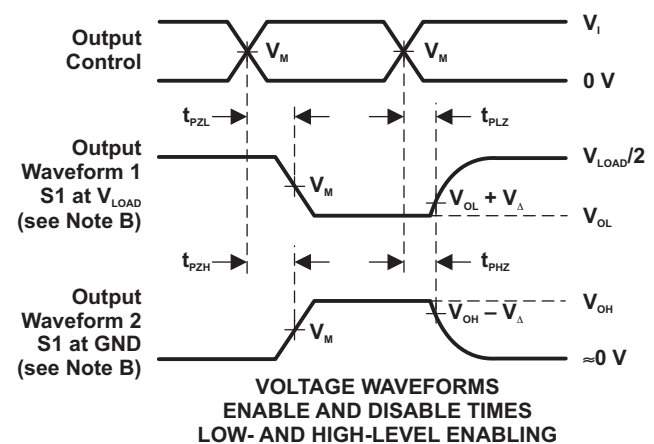 Output
Control
V_M
V_M
V_I
0 V
t_PZL
t_PLZ
Output
Waveform 1
S1 at V_LOAD
(see Note B)
V_M
V_OL + V_Δ
V_LOAD/2
V_OL
t_PZH
t_PHZ
Output
Waveform 2
S1 at GND
(see Note B)
V_M
V_OH – V_Δ
V_OH
≈0 V
VOLTAGE WAVEFORMS
ENABLE AND DISABLE TIMES
LOW- AND HIGH-LEVEL ENABLING